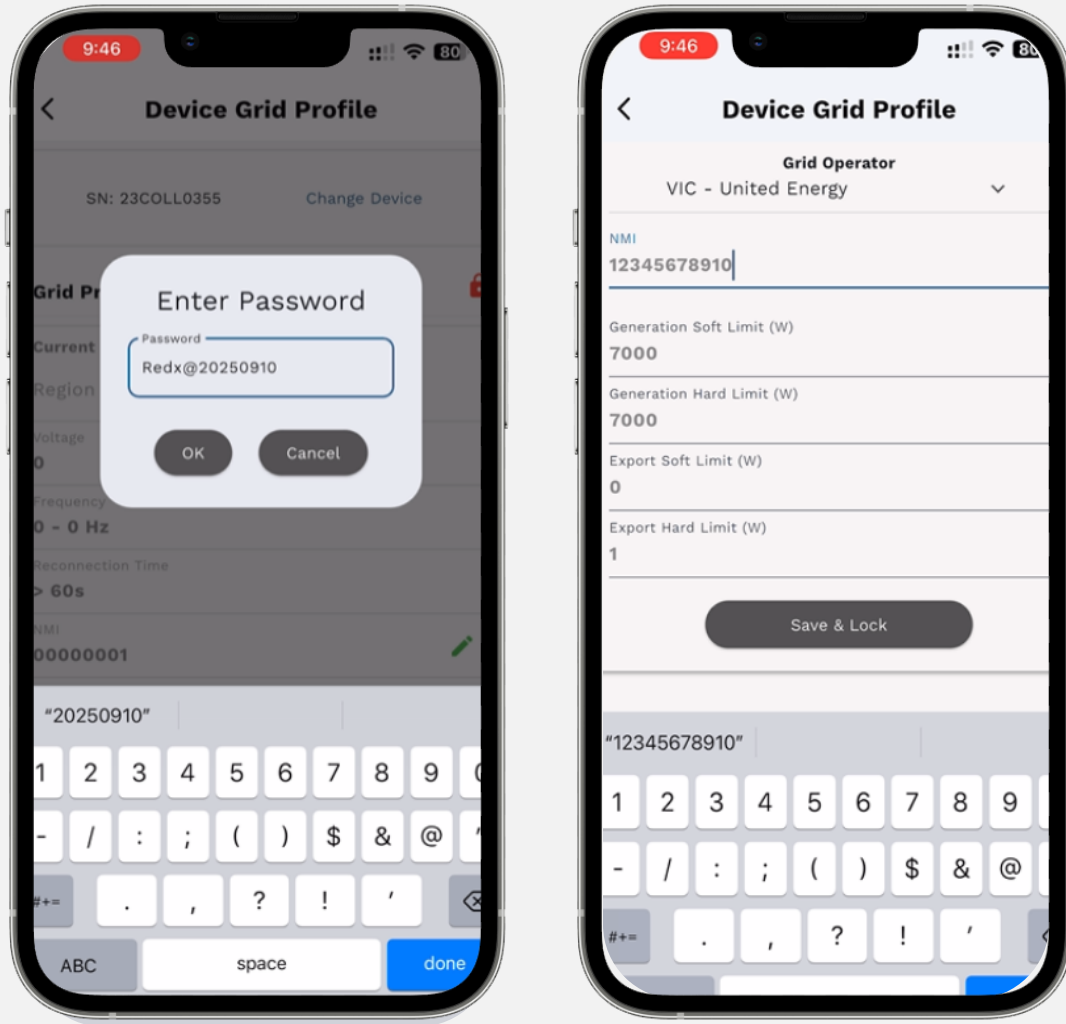 9:46
80
Device Grid Profile
SN: 23COLL0355
Change Device
Grid Pr
Enter Password
Password
Redx@20250910
Current
Region
OK
Cancel
Voltage
0
Frequency
0 - 0 Hz
Reconnection Time
> 60s
NMI
00000001
“20250910”
1 2 3 4 5 6 7 8 9 0
- / : ; ( ) $ & @
#+= . , ? ! ′
ABC
space
done
9:46
80
Device Grid Profile
Grid Operator
VIC - United Energy
NMI
12345678910
Generation Soft Limit (W)
7000
Generation Hard Limit (W)
7000
Export Soft Limit (W)
0
Export Hard Limit (W)
1
Save & Lock
“12345678910”
1 2 3 4 5 6 7 8 9
- / : ; ( ) $ & @
#+= . , ? ! ′